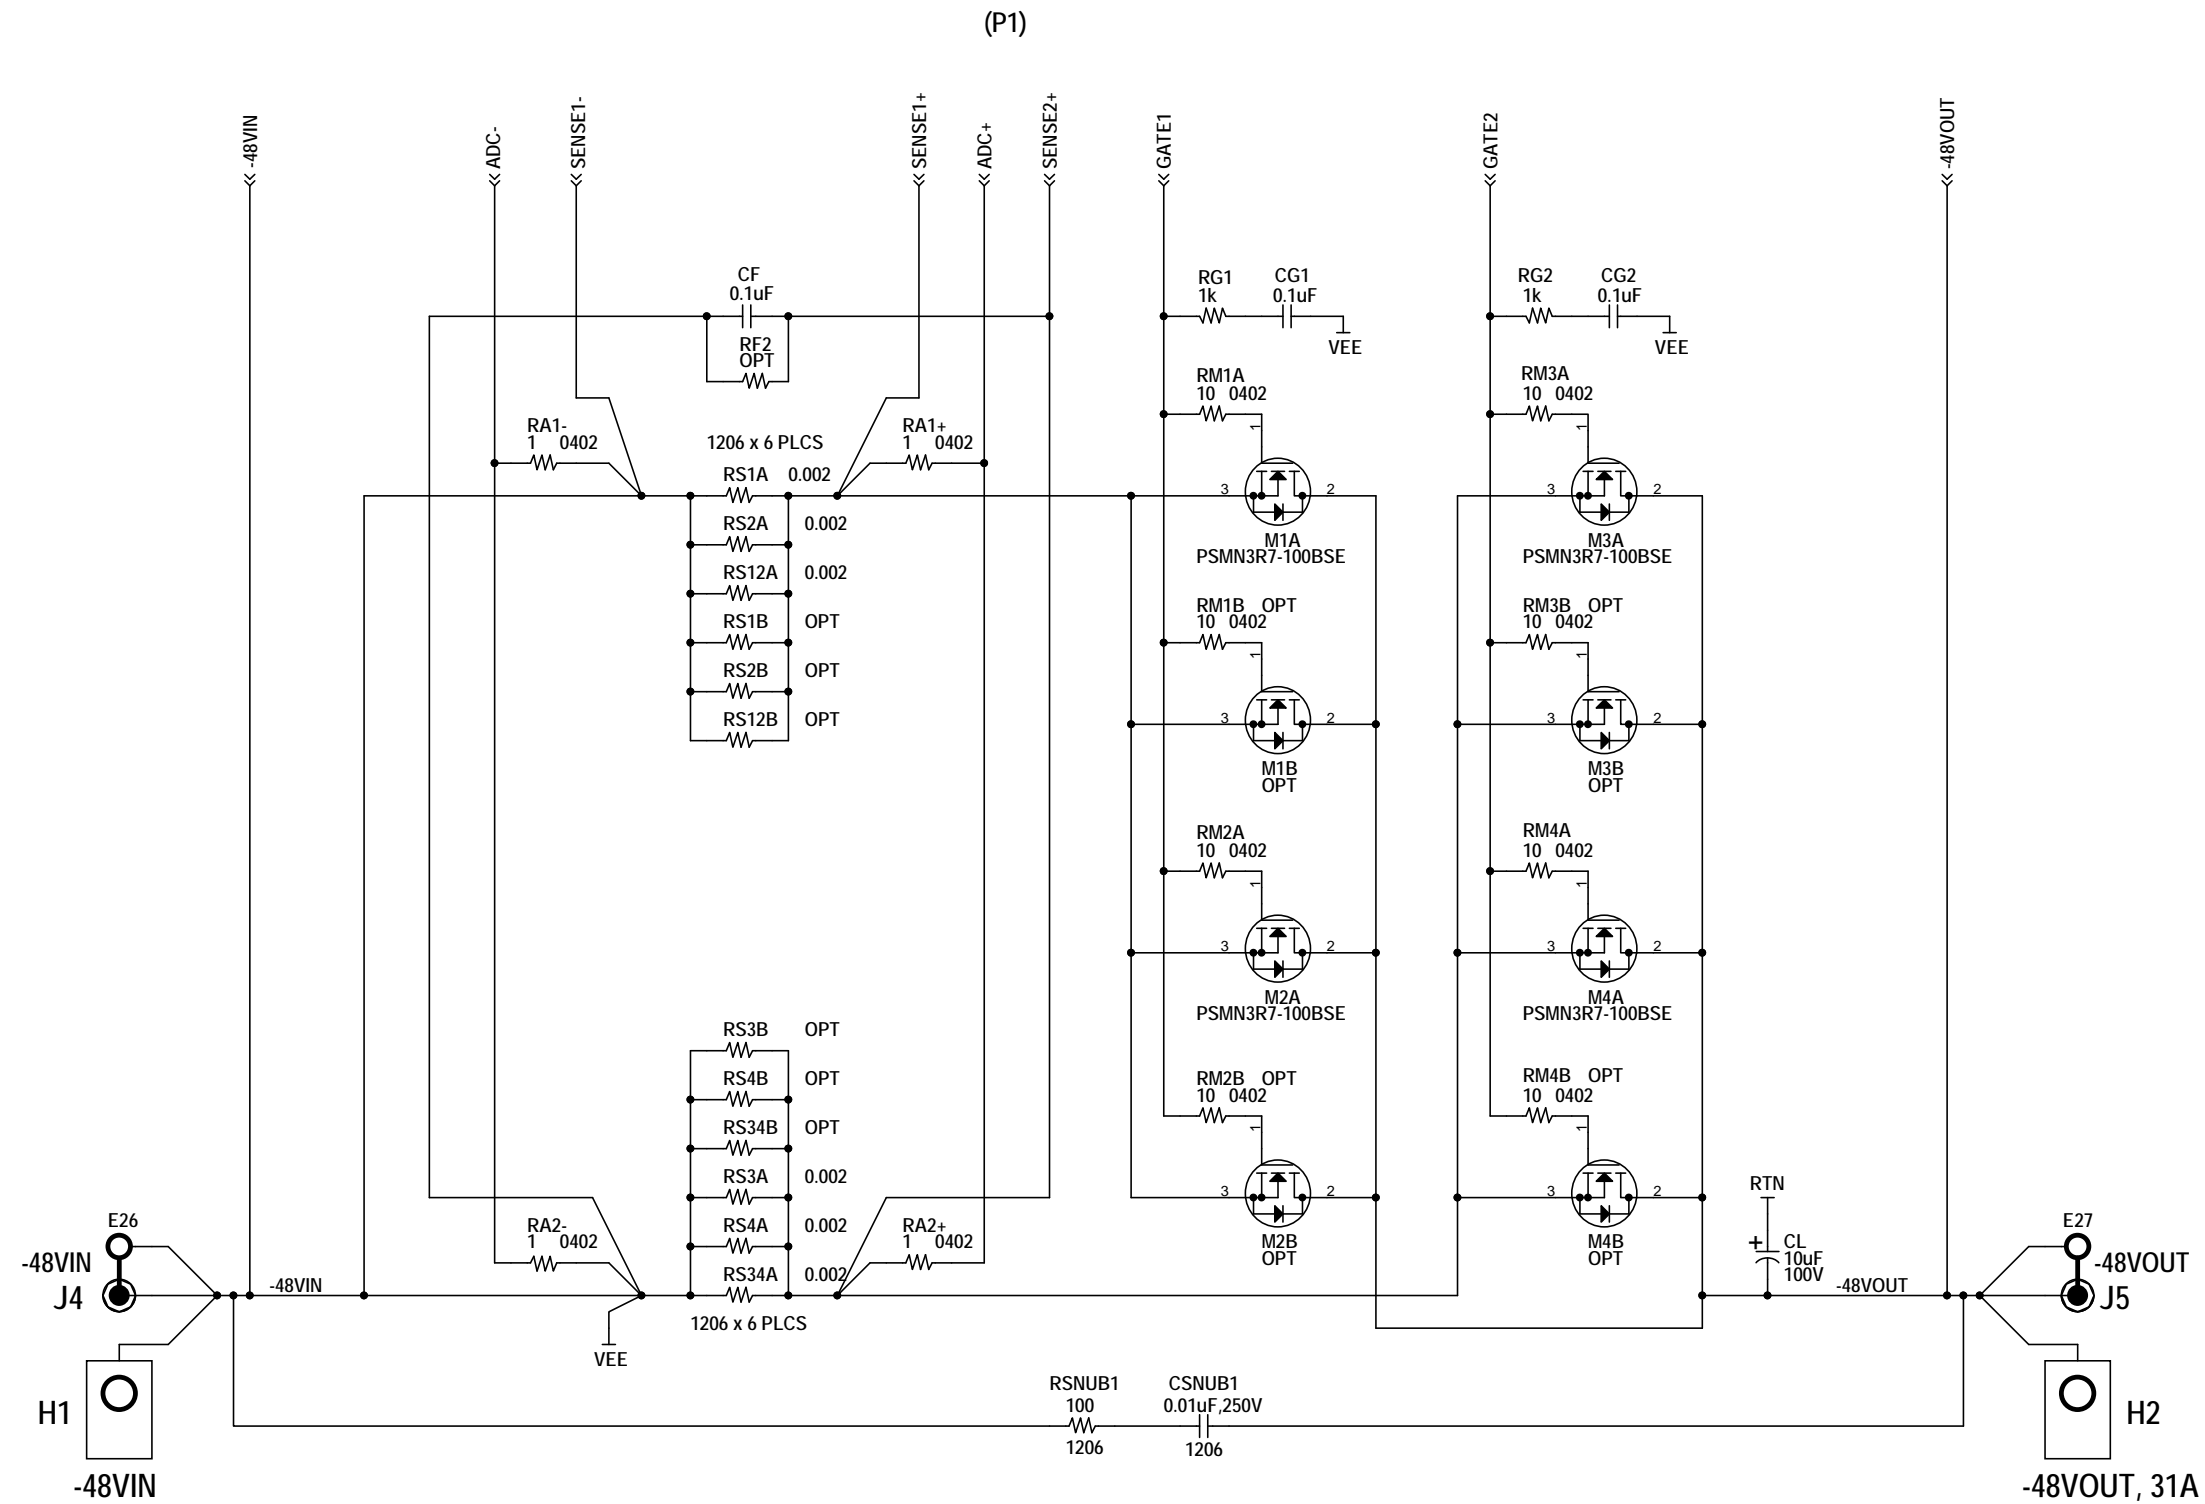 (P1)
-48VIN
ADC-
SENSE1-
SENSE1+
ADC+
SENSE2+
GATE1
GATE2
-48VOUT
CF
0.1uF
RF2
OPT
RG1
1k
CG1
0.1uF
VEE
RG2
1k
CG2
0.1uF
VEE
RM1A
10 0402
1
3
2
M1A
PSMN3R7-100BSE
RM3A
10 0402
1
3
2
M3A
PSMN3R7-100BSE
RA1-
1 0402
1206 x 6 PLCS
RA1+
1 0402
RS1A 0.002
RS2A 0.002
RS12A 0.002
RS1B OPT
RS2B OPT
RS12B OPT
RM1B OPT
10 0402
1
3
2
M1B
OPT
RM3B OPT
10 0402
1
3
2
M3B
OPT
RM2A
10 0402
1
3
2
M2A
PSMN3R7-100BSE
RM4A
10 0402
1
3
2
M4A
PSMN3R7-100BSE
RS3B OPT
RS4B OPT
RS34B OPT
RS3A 0.002
RS4A 0.002
RS34A 0.002
1206 x 6 PLCS
RA2-
1 0402
RA2+
1 0402
VEE
RM2B OPT
10 0402
1
3
2
M2B
OPT
RM4B OPT
10 0402
1
3
2
M4B
OPT
RTN
+
CL
10uF
100V
E26
-48VIN
J4
-48VIN
H1
-48VIN
-48VOUT
E27
-48VOUT
J5
H2
-48VOUT, 31A
RSNUB1
100
1206
CSNUB1
0.01uF,250V
1206